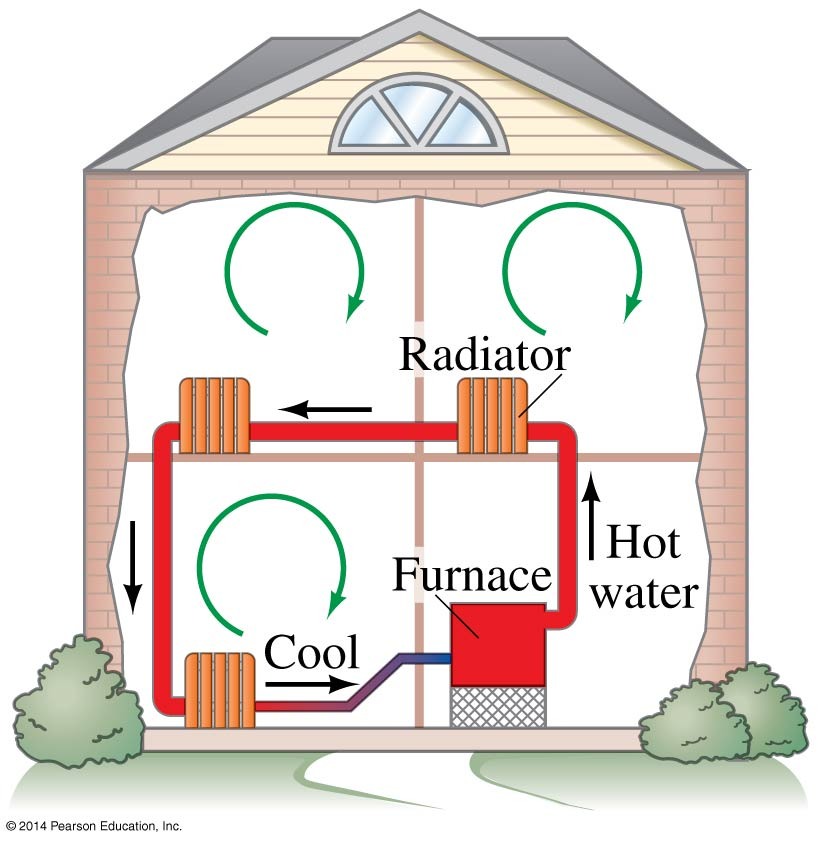 Radiator
Hot
water
Furnace
Cool
© 2014 Pearson Education, Inc.